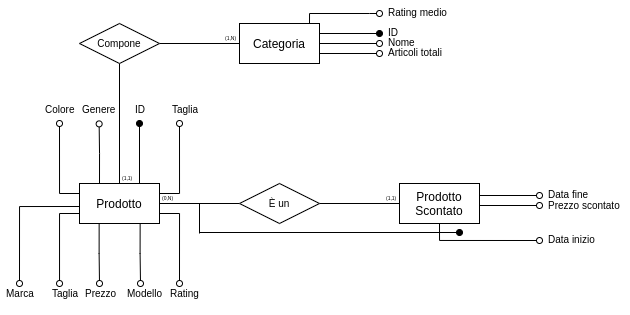 Rating medio
Compone
(1,N)
Categoria
ID
Nome
Articoli totali
Colore
Genere
ID
Taglia
(1,1)
Prodotto
(0,N)
È un
(1,1)
Prodotto
Scontato
Data fine
Prezzo scontato
Data inizio
Marca
Taglia
Prezzo
Modello
Rating